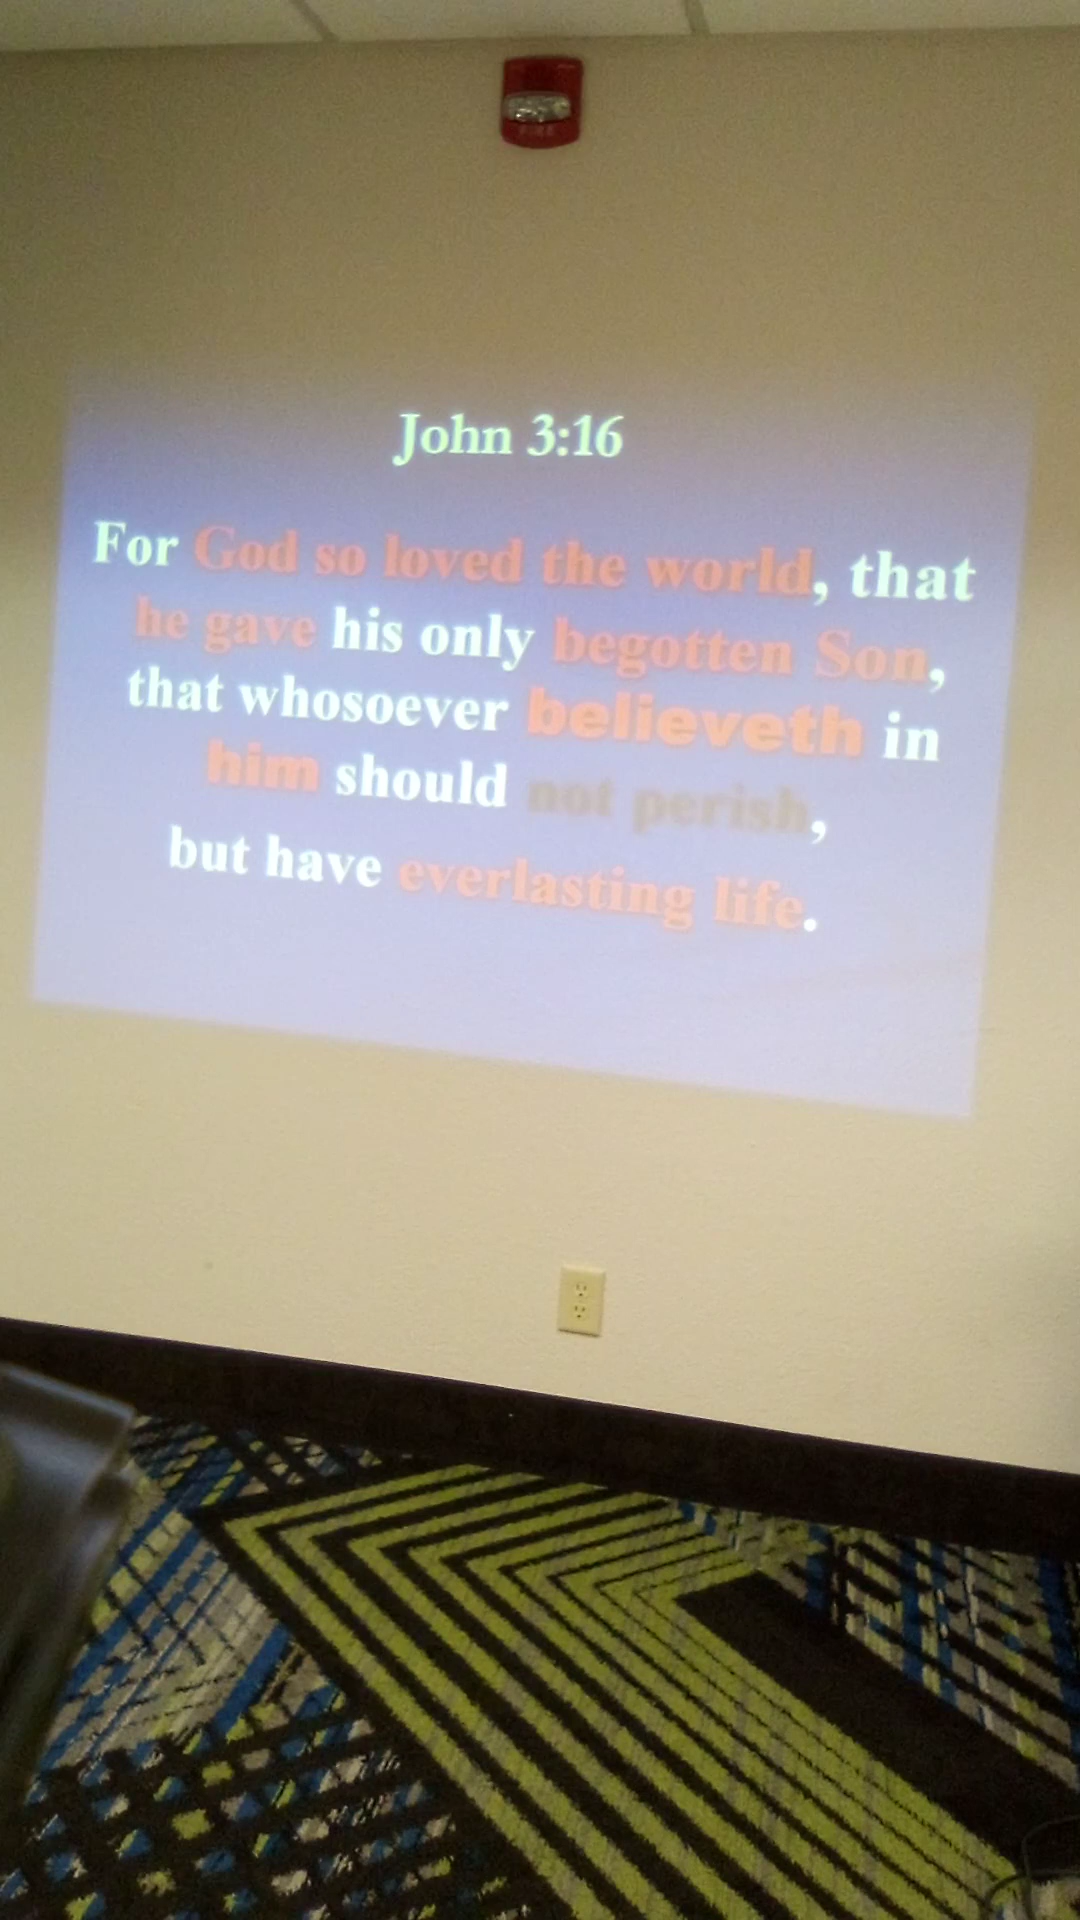 FIRE
John 3:16
For God so loved the world, that
he gave his only begotten Son,
that whosoever believeth in
him should not perish,
but have everlasting life.